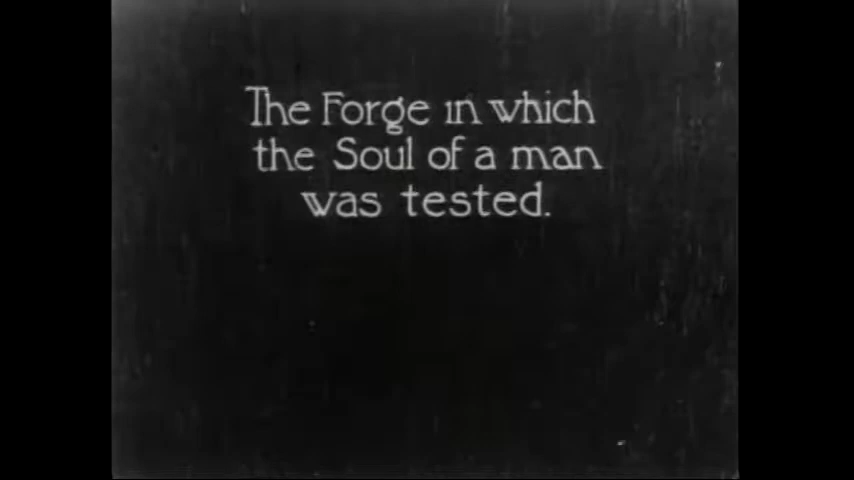 The Forge in which
the Soul of a man
was tested.